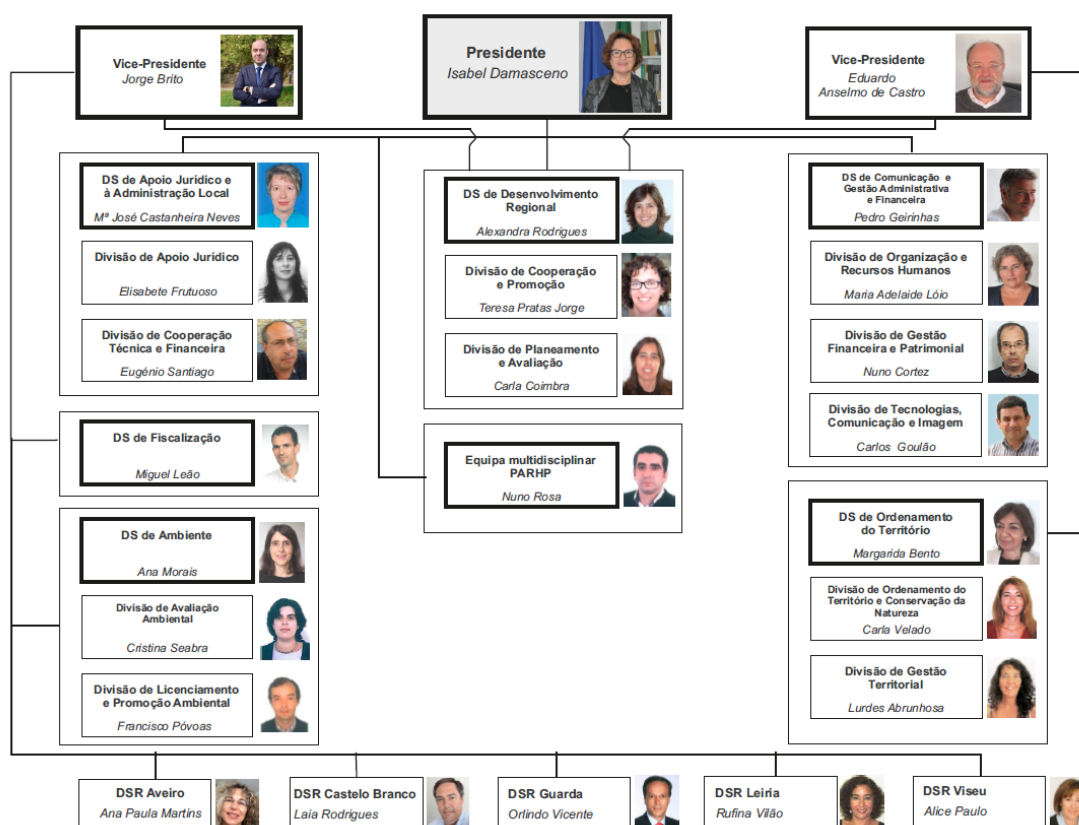 Vice-Presidente
Jorge Brito
Presidente
Isabel Damasceno
Vice-Presidente
Eduardo
Anselmo de Castro
DS de Apoio Jurídico e
à Administração Local
Mª José Castanheira Neves
Divisão de Apoio Jurídico
Elisabete Frutuoso
Divisão de Cooperação
Técnica e Financeira
Eugénio Santiago
DS de Fiscalização
Miguel Leão
DS de Ambiente
Ana Morais
Divisão de Avaliação
Ambiental
Cristina Seabra
Divisão de Licenciamento
e Promoção Ambiental
Francisco Póvoas
DS de Desenvolvimento
Regional
Alexandra Rodrigues
Divisão de Cooperação
e Promoção
Teresa Pratas Jorge
Divisão de Planeamento
e Avaliação
Carla Coimbra
Equipa multidisciplinar
PARHP
Nuno Rosa
DS de Comunicação e
Gestão Administrativa
e Financeira
Pedro Geirinhas
Divisão de Organização e
Recursos Humanos
Maria Adelaide Lóio
Divisão de Gestão
Financeira e Patrimonial
Nuno Cortez
Divisão de Tecnologias,
Comunicação e Imagem
Carlos Goulão
DS de Ordenamento
do Território
Margarida Bento
Divisão de Ordenamento do
Território e Conservação da
Natureza
Carla Velado
Divisão de Gestão
Territorial
Lurdes Abrunhosa
DSR Aveiro
Ana Paula Martins
DSR Castelo Branco
Laia Rodrigues
DSR Guarda
Orlindo Vicente
DSR Leiria
Rufina Vilão
DSR Viseu
Alice Paulo